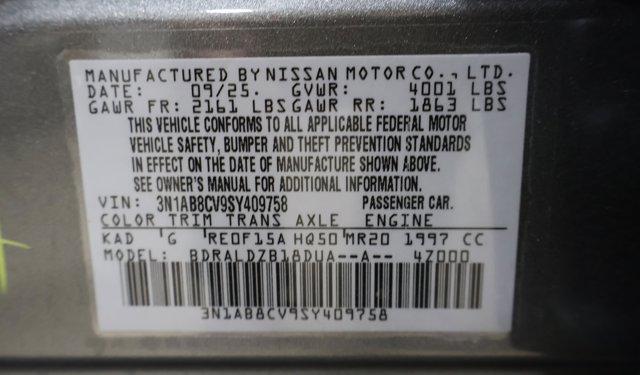 MANUFACTURED BY NISSAN MOTOR CO., LTD.
DATE: 09/25. GVWR: 4001 LBS
GAWR FR: 2161 LBS GAWR RR: 1863 LBS
THIS VEHICLE CONFORMS TO ALL APPLICABLE FEDERAL MOTOR
VEHICLE SAFETY, BUMPER AND THEFT PREVENTION STANDARDS
IN EFFECT ON THE DATE OF MANUFACTURE SHOWN ABOVE.
SEE OWNER'S MANUAL FOR ADDITIONAL INFORMATION.
VIN: 3N1AB8CV9SY409758 PASSENGER CAR.
COLOR TRIM TRANS AXLE ENGINE
KAD G RE0F15A HQ50 MR20 1997 CC
MODEL: BDRALDZB18DUA--A-- 4Z000
3N1AB8CV9SY409758